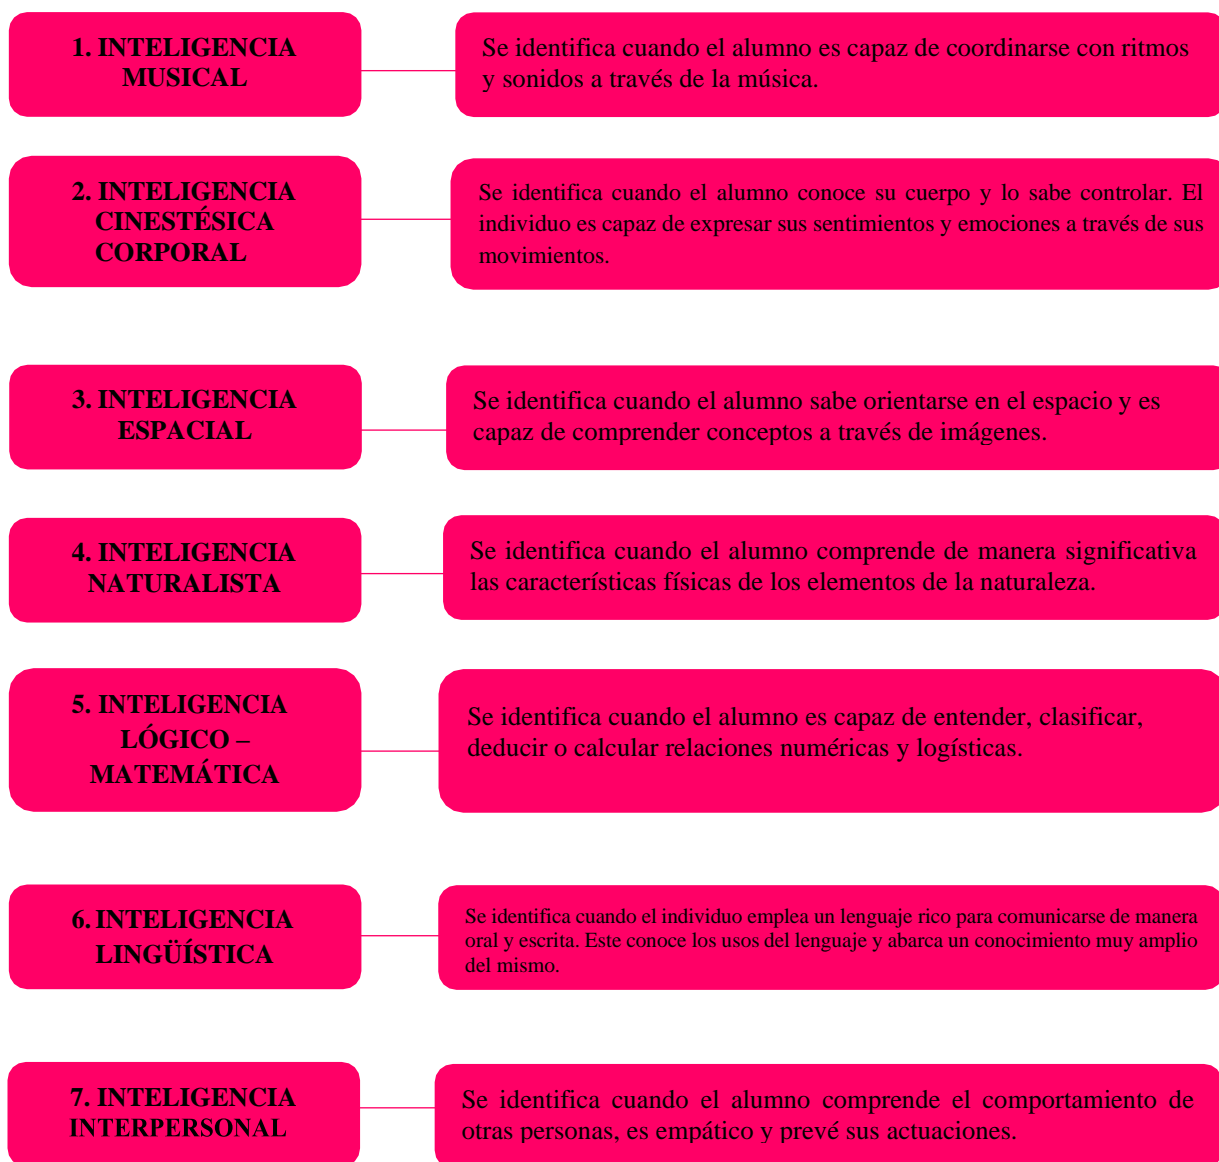 1. INTELIGENCIA
MUSICAL
Se identifica cuando el alumno es capaz de coordinarse con ritmos
y sonidos a través de la música.
2. INTELIGENCIA
CINESTÉSICA
CORPORAL
Se identifica cuando el alumno conoce su cuerpo y lo sabe controlar. El
individuo es capaz de expresar sus sentimientos y emociones a través de sus
movimientos.
3. INTELIGENCIA
ESPACIAL
Se identifica cuando el alumno sabe orientarse en el espacio y es
capaz de comprender conceptos a través de imágenes.
4. INTELIGENCIA
NATURALISTA
Se identifica cuando el alumno comprende de manera significativa
las características físicas de los elementos de la naturaleza.
5. INTELIGENCIA
LÓGICO –
MATEMÁTICA
Se identifica cuando el alumno es capaz de entender, clasificar,
deducir o calcular relaciones numéricas y logísticas.
6. INTELIGENCIA
LINGÜÍSTICA
Se identifica cuando el individuo emplea un lenguaje rico para comunicarse de manera
oral y escrita. Este conoce los usos del lenguaje y abarca un conocimiento muy amplio
del mismo.
7. INTELIGENCIA
INTERPERSONAL
Se identifica cuando el alumno comprende el comportamiento de
otras personas, es empático y prevé sus actuaciones.